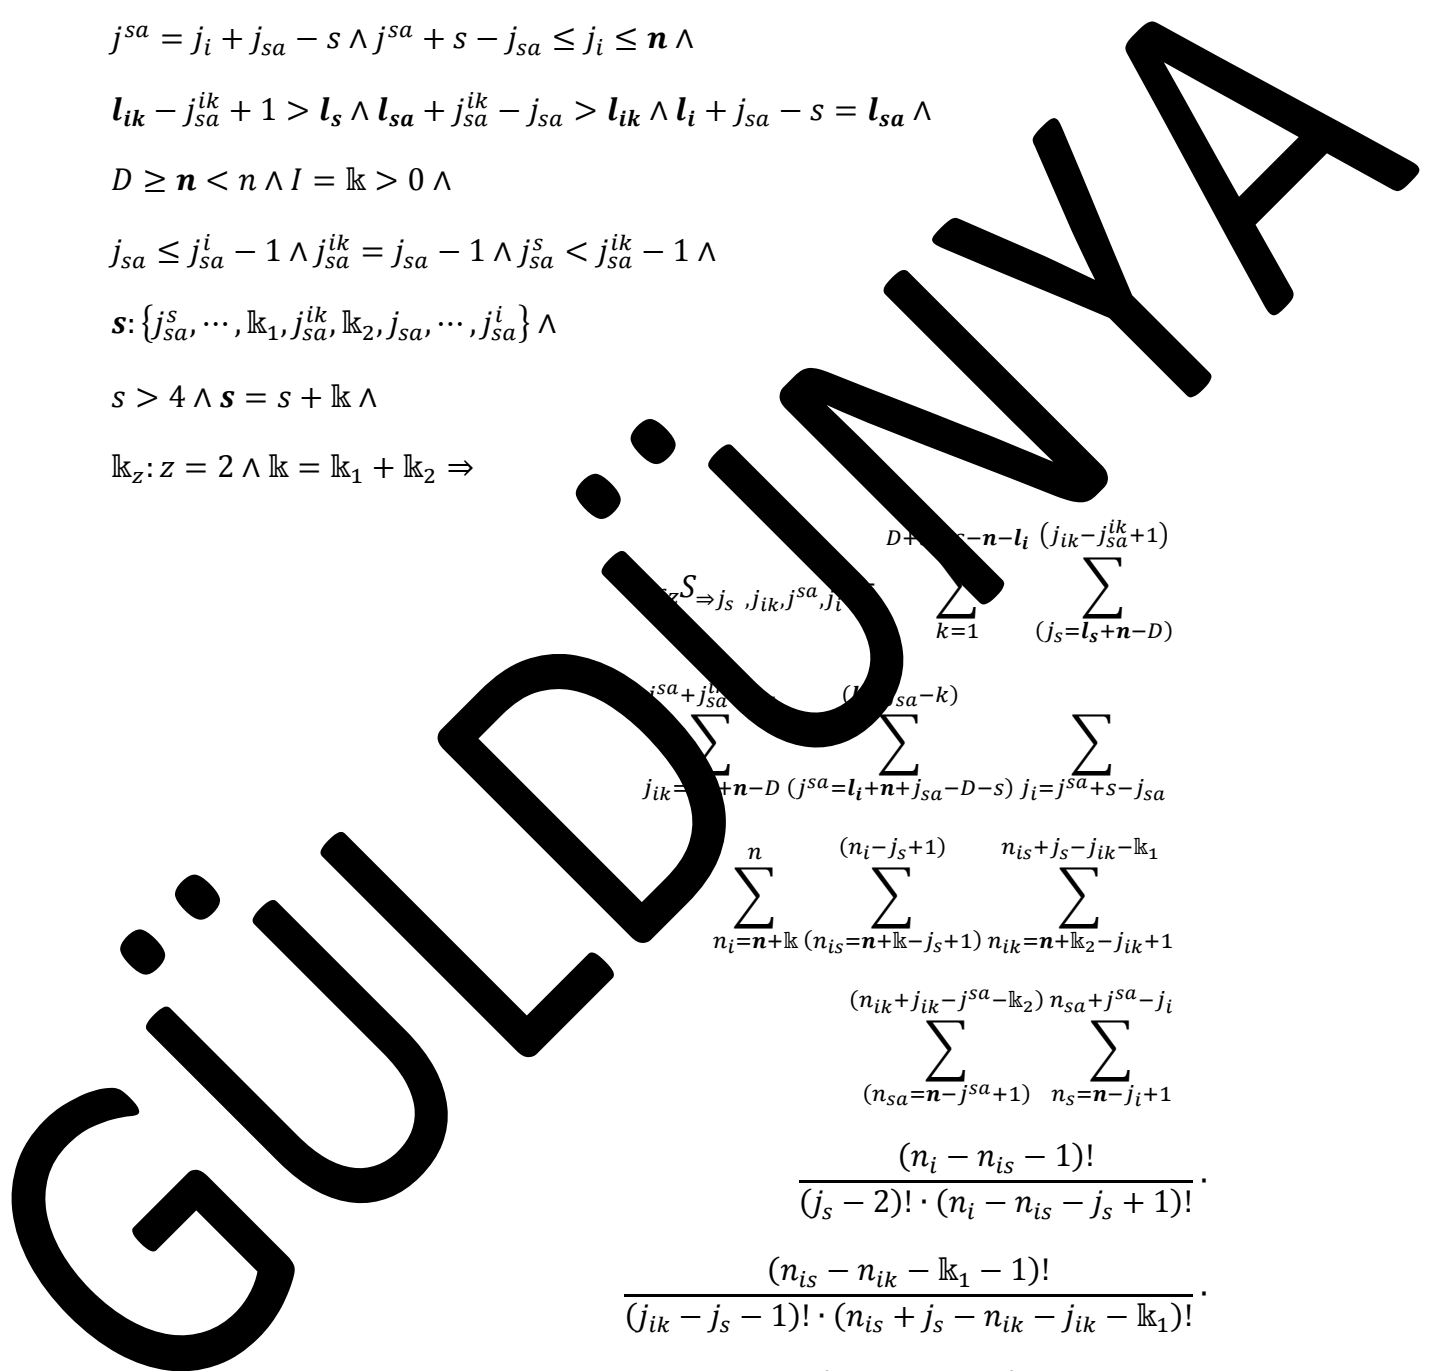 j^{sa} = j_i + j_{sa} − s ∧ j^{sa} + s − j_{sa} ≤ j_i ≤ 𝒏 ∧
𝒍_{𝒊𝒌} − j_{sa}^{ik} + 1 > 𝒍_𝒔 ∧ 𝒍_{𝒔𝒂} + j_{sa}^{ik} − j_{sa} > 𝒍_{𝒊𝒌} ∧ 𝒍_𝒊 + j_{sa} − s = 𝒍_{𝒔𝒂} ∧
D ≥ 𝒏 < n ∧ I = 𝕜 > 0 ∧
j_{sa} ≤ j_{sa}^{i} − 1 ∧ j_{sa}^{ik} = j_{sa} − 1 ∧ j_{sa}^{s} < j_{sa}^{ik} − 1 ∧
𝒔: {j_{sa}^{s}, ⋯ , 𝕜_1, j_{sa}^{ik}, 𝕜_2, j_{sa}, ⋯ , j_{sa}^{i}} ∧
s > 4 ∧ 𝒔 = s + 𝕜 ∧
𝕜_z: z = 2 ∧ 𝕜 = 𝕜_1 + 𝕜_2 ⇒
S_{⇒j_s ,j_{ik},j^{sa},j_i} ∑_{k=1} ∑_{(j_s=𝒍_𝒔+𝒏−D)}^{(j_{ik}−j_{sa}^{ik}+1)}
∑ ∑_{(j^{sa}=𝒍_𝒊+𝒏+j_{sa}−D−s)} ∑_{j_i=j^{sa}+s−j_{sa}}
∑_{n_i=𝒏+𝕜}^{n} ∑_{(n_{is}=𝒏+𝕜−j_s+1)}^{(n_i−j_s+1)} ∑_{n_{ik}=𝒏+𝕜_2−j_{ik}+1}^{n_{is}+j_s−j_{ik}−𝕜_1}
∑_{(n_{sa}=𝒏−j^{sa}+1)}^{(n_{ik}+j_{ik}−j^{sa}−𝕜_2)} ∑_{n_s=𝒏−j_i+1}^{n_{sa}+j^{sa}−j_i}
(n_i − n_{is} − 1)!
(j_s − 2)! · (n_i − n_{is} − j_s + 1)! ·
(n_{is} − n_{ik} − 𝕜_1 − 1)!
(j_{ik} − j_s − 1)! · (n_{is} + j_s − n_{ik} − j_{ik} − 𝕜_1)! ·
GÜLDÜNYA